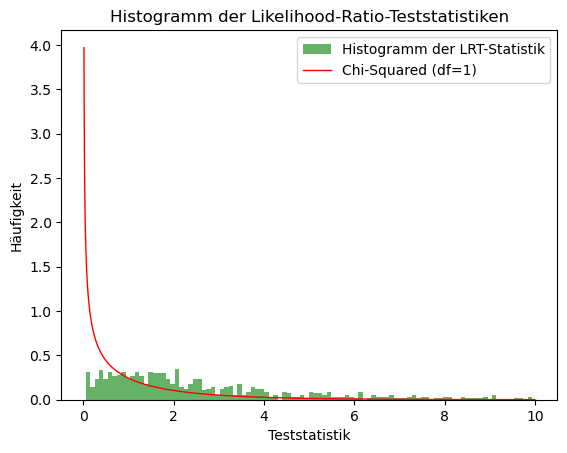 Histogramm der Likelihood-Ratio-Teststatistiken
Histogramm der LRT-Statistik
Chi-Squared (df=1)
Häufigkeit
4.0
3.5
3.0
2.5
2.0
1.5
1.0
0.5
0.0
0 2 4 6 8 10
Teststatistik